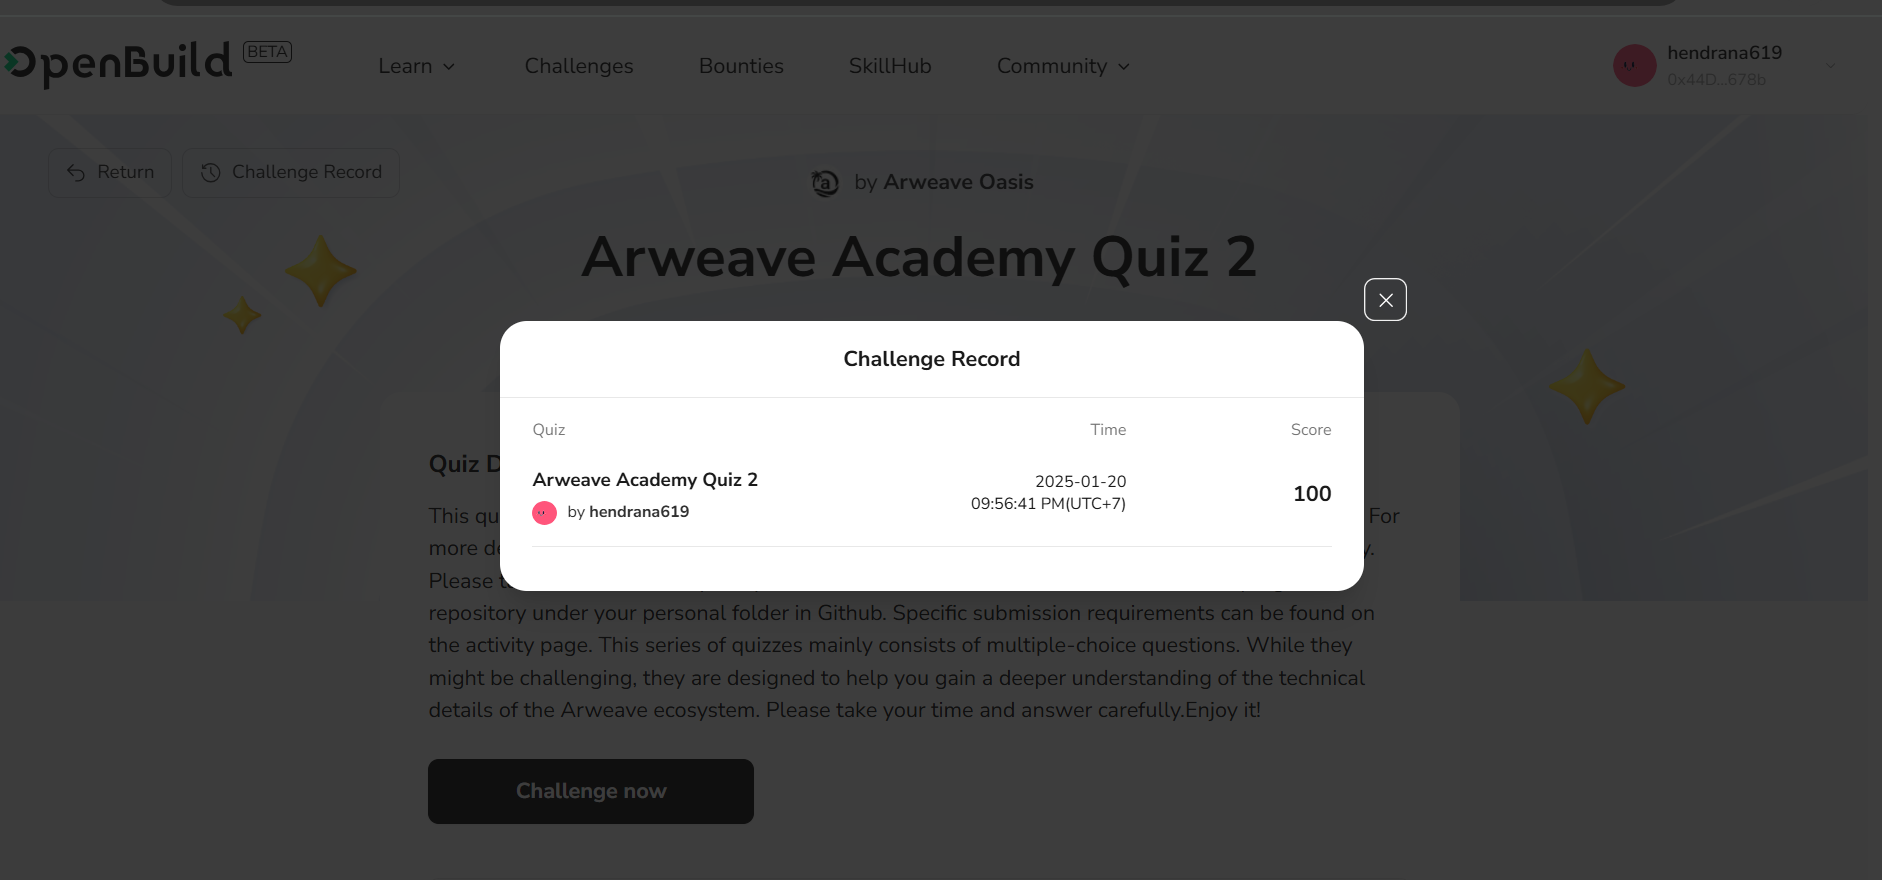 OpenBuild BETA
Learn Challenges Bounties SkillHub Community
hendrana619
0x44D...678b
Return Challenge Record
by Arweave Oasis
Arweave Academy Quiz 2
Challenge Record
Quiz Time Score
Arweave Academy Quiz 2
by hendrana619
2025-01-20
09:56:41 PM(UTC+7)
100
Quiz D
This qu For
more de y.
Please t
repository under your personal folder in Github. Specific submission requirements can be found on
the activity page. This series of quizzes mainly consists of multiple-choice questions. While they
might be challenging, they are designed to help you gain a deeper understanding of the technical
details of the Arweave ecosystem. Please take your time and answer carefully.Enjoy it!
Challenge now